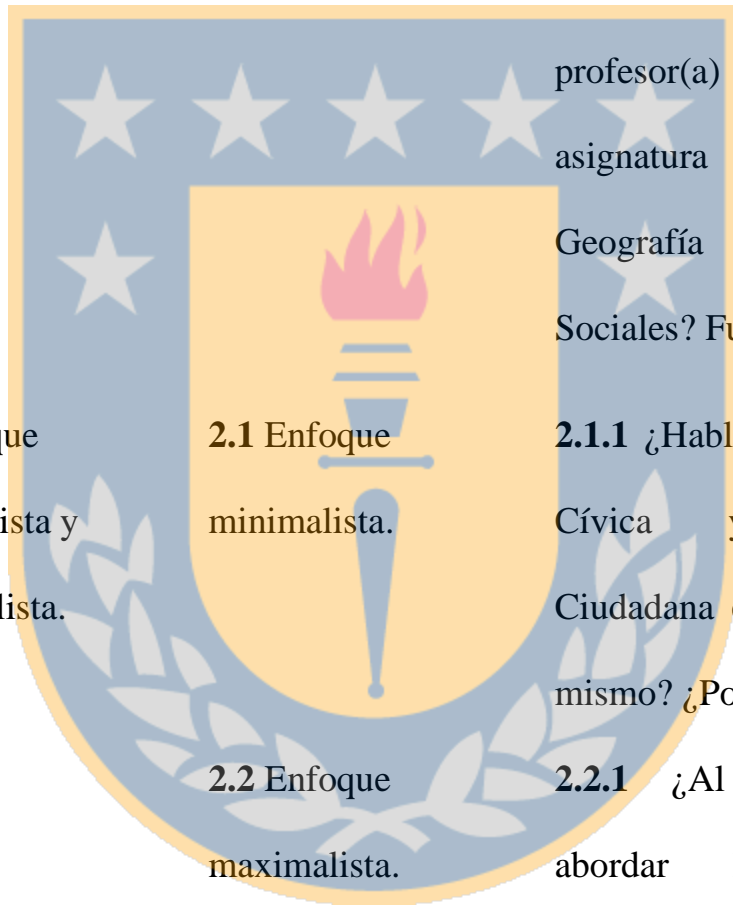 profesor(a)
asignatura
Geografía
Sociales?
que
ista y
lista.
2.1 Enfoque
minimalista.
2.1.1 ¿Habl
Cívica y
Ciudadana
mismo? ¿Po
2.2 Enfoque
maximalista.
2.2.1 ¿Al
abordar